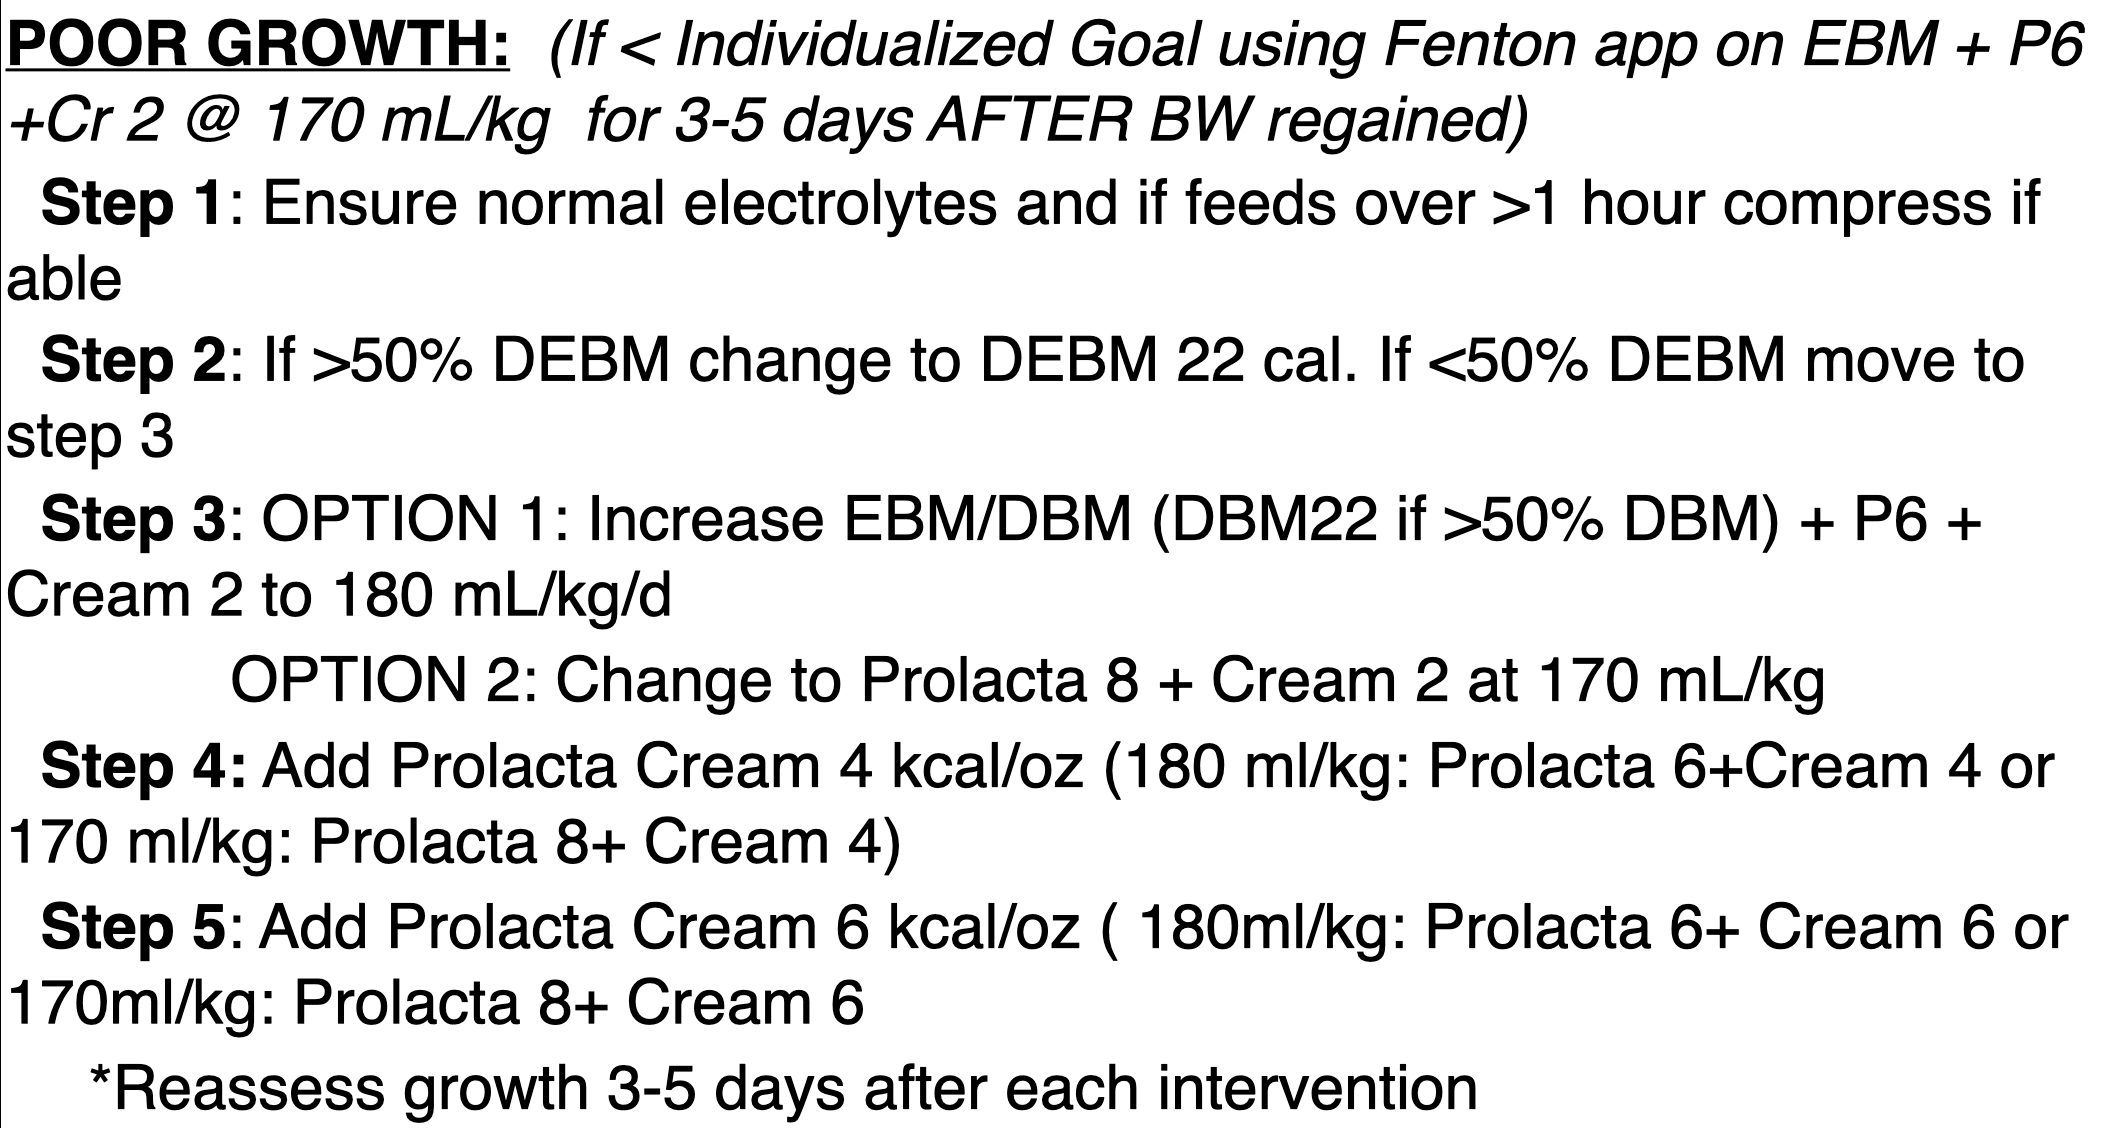 POOR GROWTH: (If < Individualized Goal using Fenton app on EBM + P6
+Cr 2 @ 170 mL/kg for 3-5 days AFTER BW regained)
Step 1: Ensure normal electrolytes and if feeds over >1 hour compress if
able
Step 2: If >50% DEBM change to DEBM 22 cal. If <50% DEBM move to
step 3
Step 3: OPTION 1: Increase EBM/DBM (DBM22 if >50% DBM) + P6 +
Cream 2 to 180 mL/kg/d
OPTION 2: Change to Prolacta 8 + Cream 2 at 170 mL/kg
Step 4: Add Prolacta Cream 4 kcal/oz (180 ml/kg: Prolacta 6+Cream 4 or
170 ml/kg: Prolacta 8+ Cream 4)
Step 5: Add Prolacta Cream 6 kcal/oz ( 180ml/kg: Prolacta 6+ Cream 6 or
170ml/kg: Prolacta 8+ Cream 6
*Reassess growth 3-5 days after each intervention